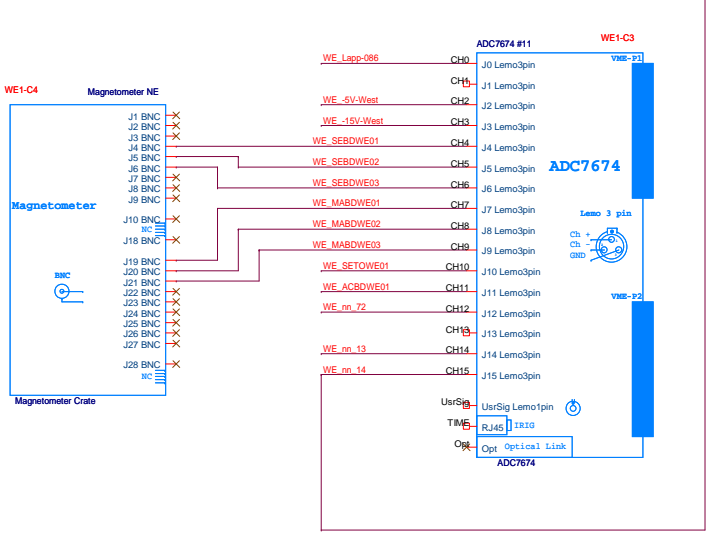 WE1-C3
ADC7674 #11
VME-P1
WE_Lapp-086
CH0
J0 Lemo3pin
CH1
J1 Lemo3pin
WE_-5V-West
CH2
J2 Lemo3pin
WE_-15V-West
CH3
J3 Lemo3pin
WE_SEBDWE01
CH4
J4 Lemo3pin
WE_SEBDWE02
CH5
J5 Lemo3pin
WE_SEBDWE03
CH6
J6 Lemo3pin
WE_MABDWE01
CH7
J7 Lemo3pin
WE_MABDWE02
CH8
J8 Lemo3pin
WE_MABDWE03
CH9
J9 Lemo3pin
WE_SETOWE01
CH10
J10 Lemo3pin
WE_ACBDWE01
CH11
J11 Lemo3pin
WE_nn_72
CH12
J12 Lemo3pin
CH13
J13 Lemo3pin
WE_nn_13
CH14
J14 Lemo3pin
WE_nn_14
CH15
J15 Lemo3pin
UsrSig
UsrSig Lemo1pin
TIME
RJ45
IRIG
Opt
Opt
Optical Link
ADC7674
ADC7674
Lemo 3 pin
Ch +
Ch -
GND
VME-P2
WE1-C4
Magnetometer NE
J1 BNC
J2 BNC
J3 BNC
J4 BNC
J5 BNC
J6 BNC
J7 BNC
J8 BNC
J9 BNC
Magnetometer
J10 BNC
NC
J18 BNC
J19 BNC
J20 BNC
J21 BNC
BNC
J22 BNC
J23 BNC
J24 BNC
J25 BNC
J26 BNC
J27 BNC
J28 BNC
NC
Magnetometer Crate